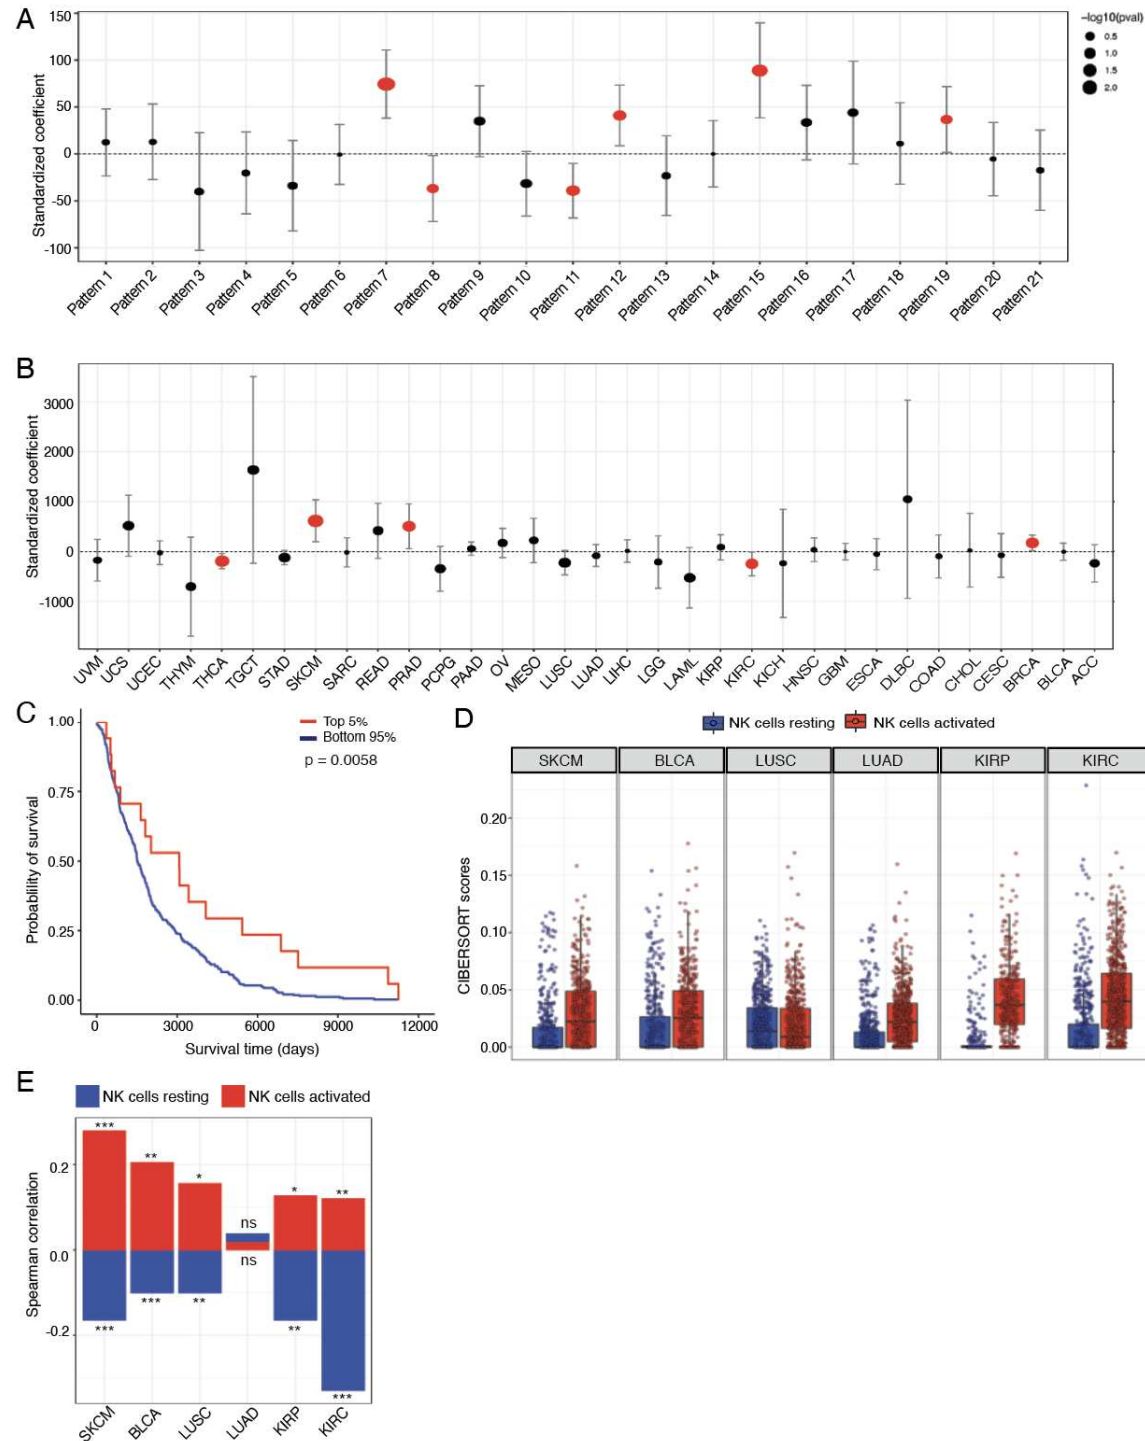 A
150
100
50
0
-50
-100
Standardized coefficient
−log10(pval)
0.5
1.0
1.5
2.0
Pattern 1
Pattern 2
Pattern 3
Pattern 4
Pattern 5
Pattern 6
Pattern 7
Pattern 8
Pattern 9
Pattern 10
Pattern 11
Pattern 12
Pattern 13
Pattern 14
Pattern 15
Pattern 16
Pattern 17
Pattern 18
Pattern 19
Pattern 20
Pattern 21
B
3000
2000
1000
0
-1000
Standardized coefficient
UVM
UCS
UCEC
THYM
THCA
TGCT
STAD
SKCM
SARC
READ
PRAD
PCPG
PAAD
OV
MESO
LUSC
LUAD
LIHC
LGG
LAML
KIRP
KIRC
KICH
HNSC
GBM
ESCA
DLBC
COAD
CHOL
CESC
BRCA
BLCA
ACC
C
1.00
0.75
0.50
0.25
0.00
Probablility of survival
Top 5%
Bottom 95%
p = 0.0058
0
3000
6000
9000
12000
Survival time (days)
D
NK cells resting
NK cells activated
SKCM
BLCA
LUSC
LUAD
KIRP
KIRC
0.20
0.15
0.10
0.05
0.00
CIBERSORT scores
E
NK cells resting
NK cells activated
0.2
0.0
-0.2
Spearman correlation
***
**
*
ns
*
**
***
***
**
ns
**
***
SKCM
BLCA
LUSC
LUAD
KIRP
KIRC